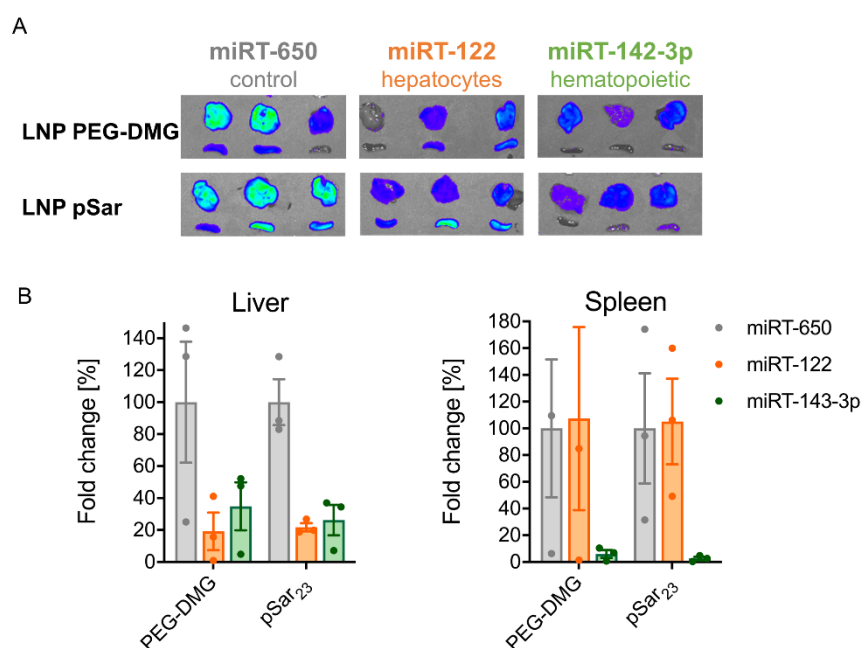 A
miRT-650 miRT-122 miRT-142-3p
control hepatocytes hematopoietic
LNP PEG-DMG
LNP pSar
B
Liver
Fold change [%]
140
120
100
80
60
40
20
0
PEG-DMG
pSar₂₃
Spleen
Fold change [%]
180
160
140
120
100
80
60
40
20
0
PEG-DMG
pSar₂₃
miRT-650
miRT-122
miRT-143-3p